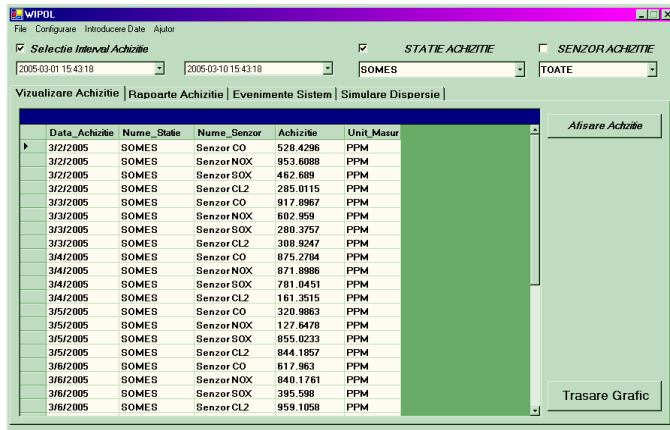 WIPOL
File Configurare Introducere Date Ajutor
Selectie Interval Achizitie STATIE ACHIZITIE SENZOR ACHIZITIE
2005-03-01 15:43:18 2005-03-10 15:43:18 SOMES TOATE
Vizualizare Achizitie Rapoarte Achizitie Evenimente Sistem Simulare Dispersie
Afisare Achzitie
Data_Achizitie Nume_Statie Nume_Senzor Achizitie Unit_Masur
3/2/2005 SOMES Senzor CO 528.4296 PPM
3/2/2005 SOMES Senzor NOX 953.6088 PPM
3/2/2005 SOMES Senzor SOX 462.689 PPM
3/2/2005 SOMES Senzor CL2 285.0115 PPM
3/3/2005 SOMES Senzor CO 917.8967 PPM
3/3/2005 SOMES Senzor NOX 602.959 PPM
3/3/2005 SOMES Senzor SOX 280.3757 PPM
3/3/2005 SOMES Senzor CL2 308.9247 PPM
3/4/2005 SOMES Senzor CO 875.2784 PPM
3/4/2005 SOMES Senzor NOX 871.8986 PPM
3/4/2005 SOMES Senzor SOX 781.0451 PPM
3/4/2005 SOMES Senzor CL2 161.3515 PPM
3/5/2005 SOMES Senzor CO 320.9863 PPM
3/5/2005 SOMES Senzor NOX 127.6478 PPM
3/5/2005 SOMES Senzor SOX 855.0233 PPM
3/5/2005 SOMES Senzor CL2 844.1857 PPM
3/6/2005 SOMES Senzor CO 617.963 PPM
3/6/2005 SOMES Senzor NOX 840.1761 PPM
3/6/2005 SOMES Senzor SOX 395.598 PPM
3/6/2005 SOMES Senzor CL2 959.1058 PPM
Trasare Grafic